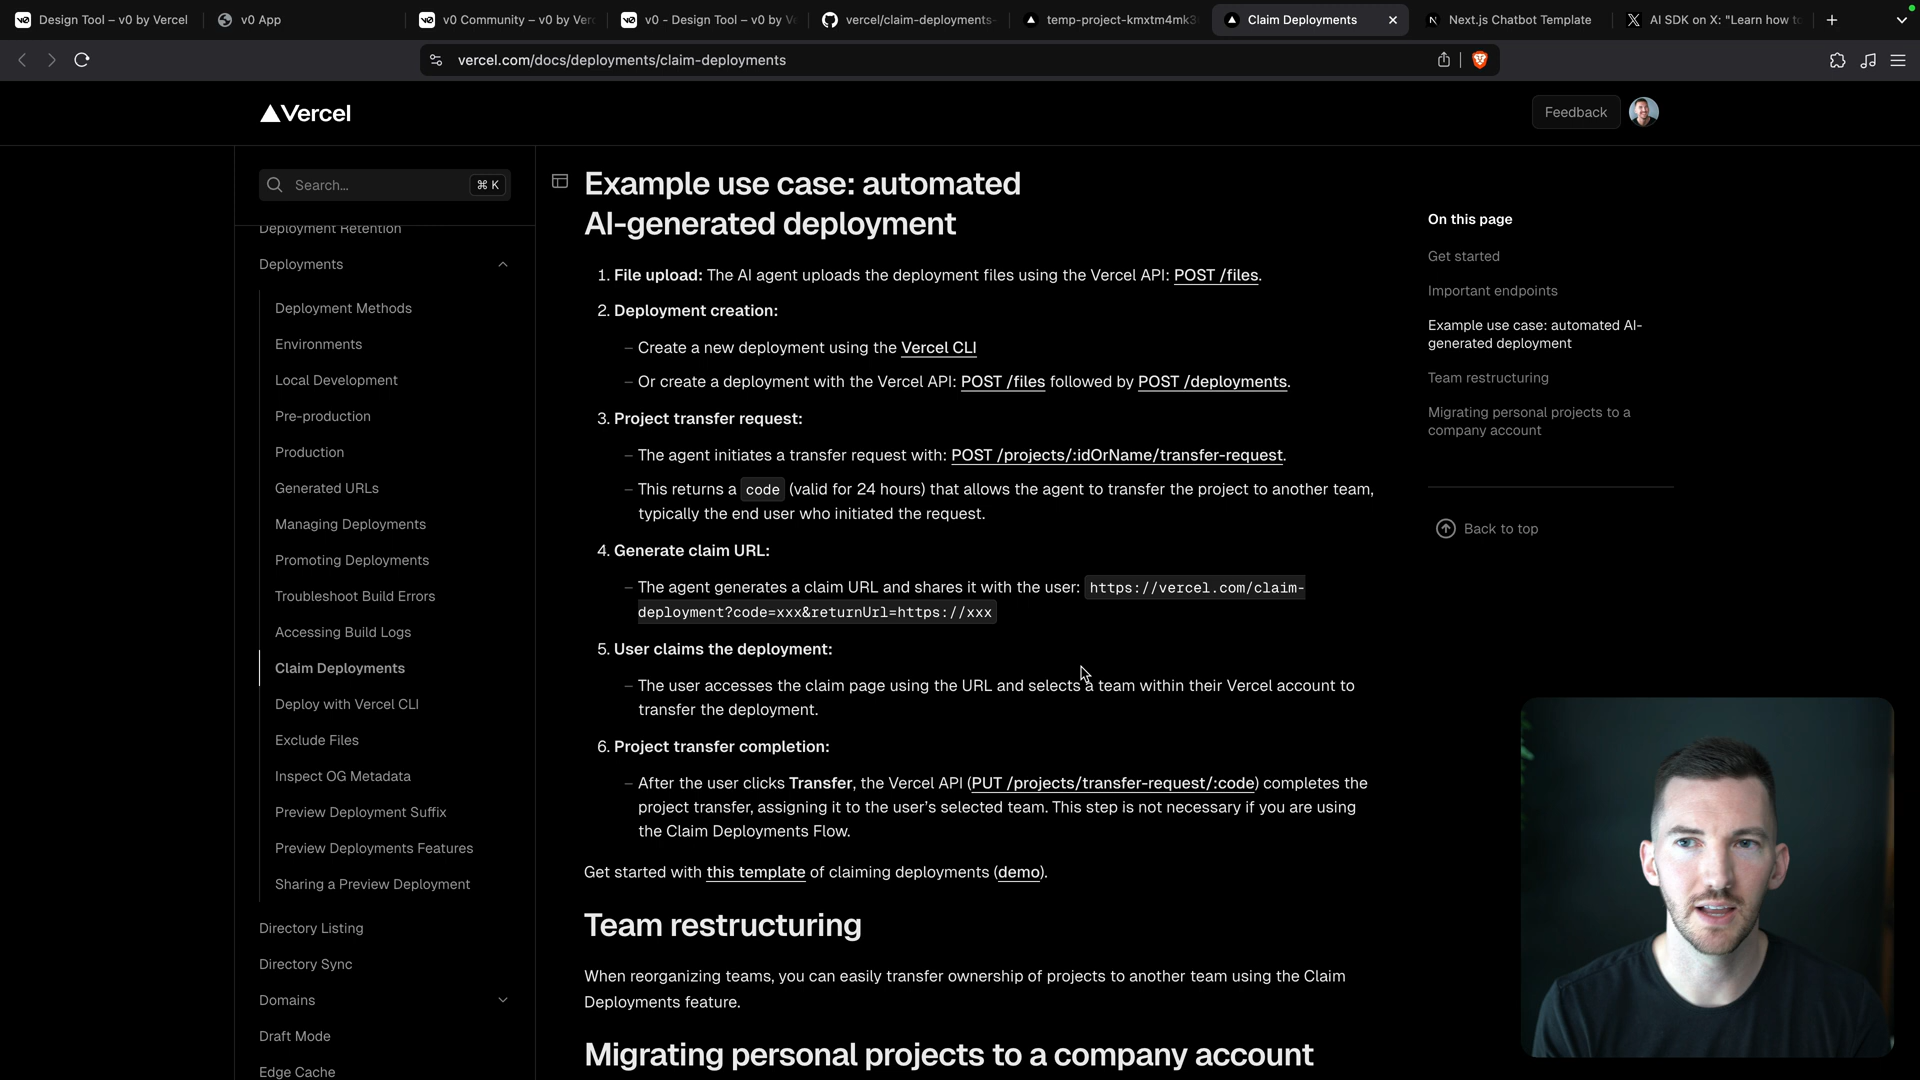 Design Tool – v0 by Vercel
v0 App
v0 Community – v0 by Ver
v0 - Design Tool – v0 by V
vercel/claim-deployments-
temp-project-kmxtm4mk3
Claim Deployments
Next.js Chatbot Template
AI SDK on X: "Learn how to
vercel.com/docs/deployments/claim-deployments
Vercel
Feedback
Search...
⌘ K
Deployment Retention
Deployments
Deployment Methods
Environments
Local Development
Pre-production
Production
Generated URLs
Managing Deployments
Promoting Deployments
Troubleshoot Build Errors
Accessing Build Logs
Claim Deployments
Deploy with Vercel CLI
Exclude Files
Inspect OG Metadata
Preview Deployment Suffix
Preview Deployments Features
Sharing a Preview Deployment
Directory Listing
Directory Sync
Domains
Draft Mode
Edge Cache
Example use case: automated
AI-generated deployment
1. File upload: The AI agent uploads the deployment files using the Vercel API: POST /files.
2. Deployment creation:
– Create a new deployment using the Vercel CLI
– Or create a deployment with the Vercel API: POST /files followed by POST /deployments.
3. Project transfer request:
– The agent initiates a transfer request with: POST /projects/:idOrName/transfer-request.
– This returns a code (valid for 24 hours) that allows the agent to transfer the project to another team,
typically the end user who initiated the request.
4. Generate claim URL:
– The agent generates a claim URL and shares it with the user: https://vercel.com/claim-
deployment?code=xxx&returnUrl=https://xxx
5. User claims the deployment:
– The user accesses the claim page using the URL and selects a team within their Vercel account to
transfer the deployment.
6. Project transfer completion:
– After the user clicks Transfer, the Vercel API (PUT /projects/transfer-request/:code) completes the
project transfer, assigning it to the user’s selected team. This step is not necessary if you are using
the Claim Deployments Flow.
Get started with this template of claiming deployments (demo).
Team restructuring
When reorganizing teams, you can easily transfer ownership of projects to another team using the Claim
Deployments feature.
Migrating personal projects to a company account
On this page
Get started
Important endpoints
Example use case: automated AI-
generated deployment
Team restructuring
Migrating personal projects to a
company account
Back to top